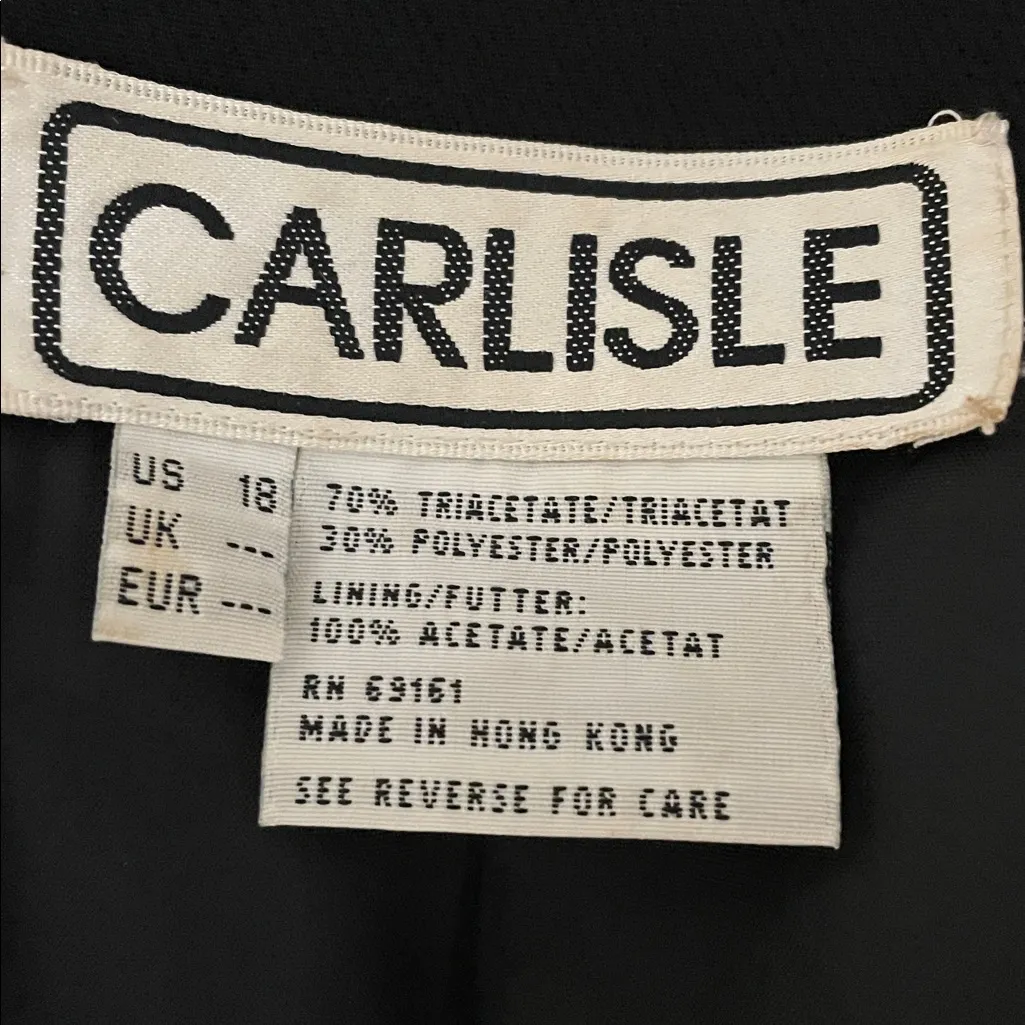 CARLISLE
US 18
UK ---
EUR ---
70% TRIACETATE/TRIACETAT
30% POLYESTER/POLYESTER
LINING/FUTTER:
100% ACETATE/ACETAT
RN 69161
MADE IN HONG KONG
SEE REVERSE FOR CARE